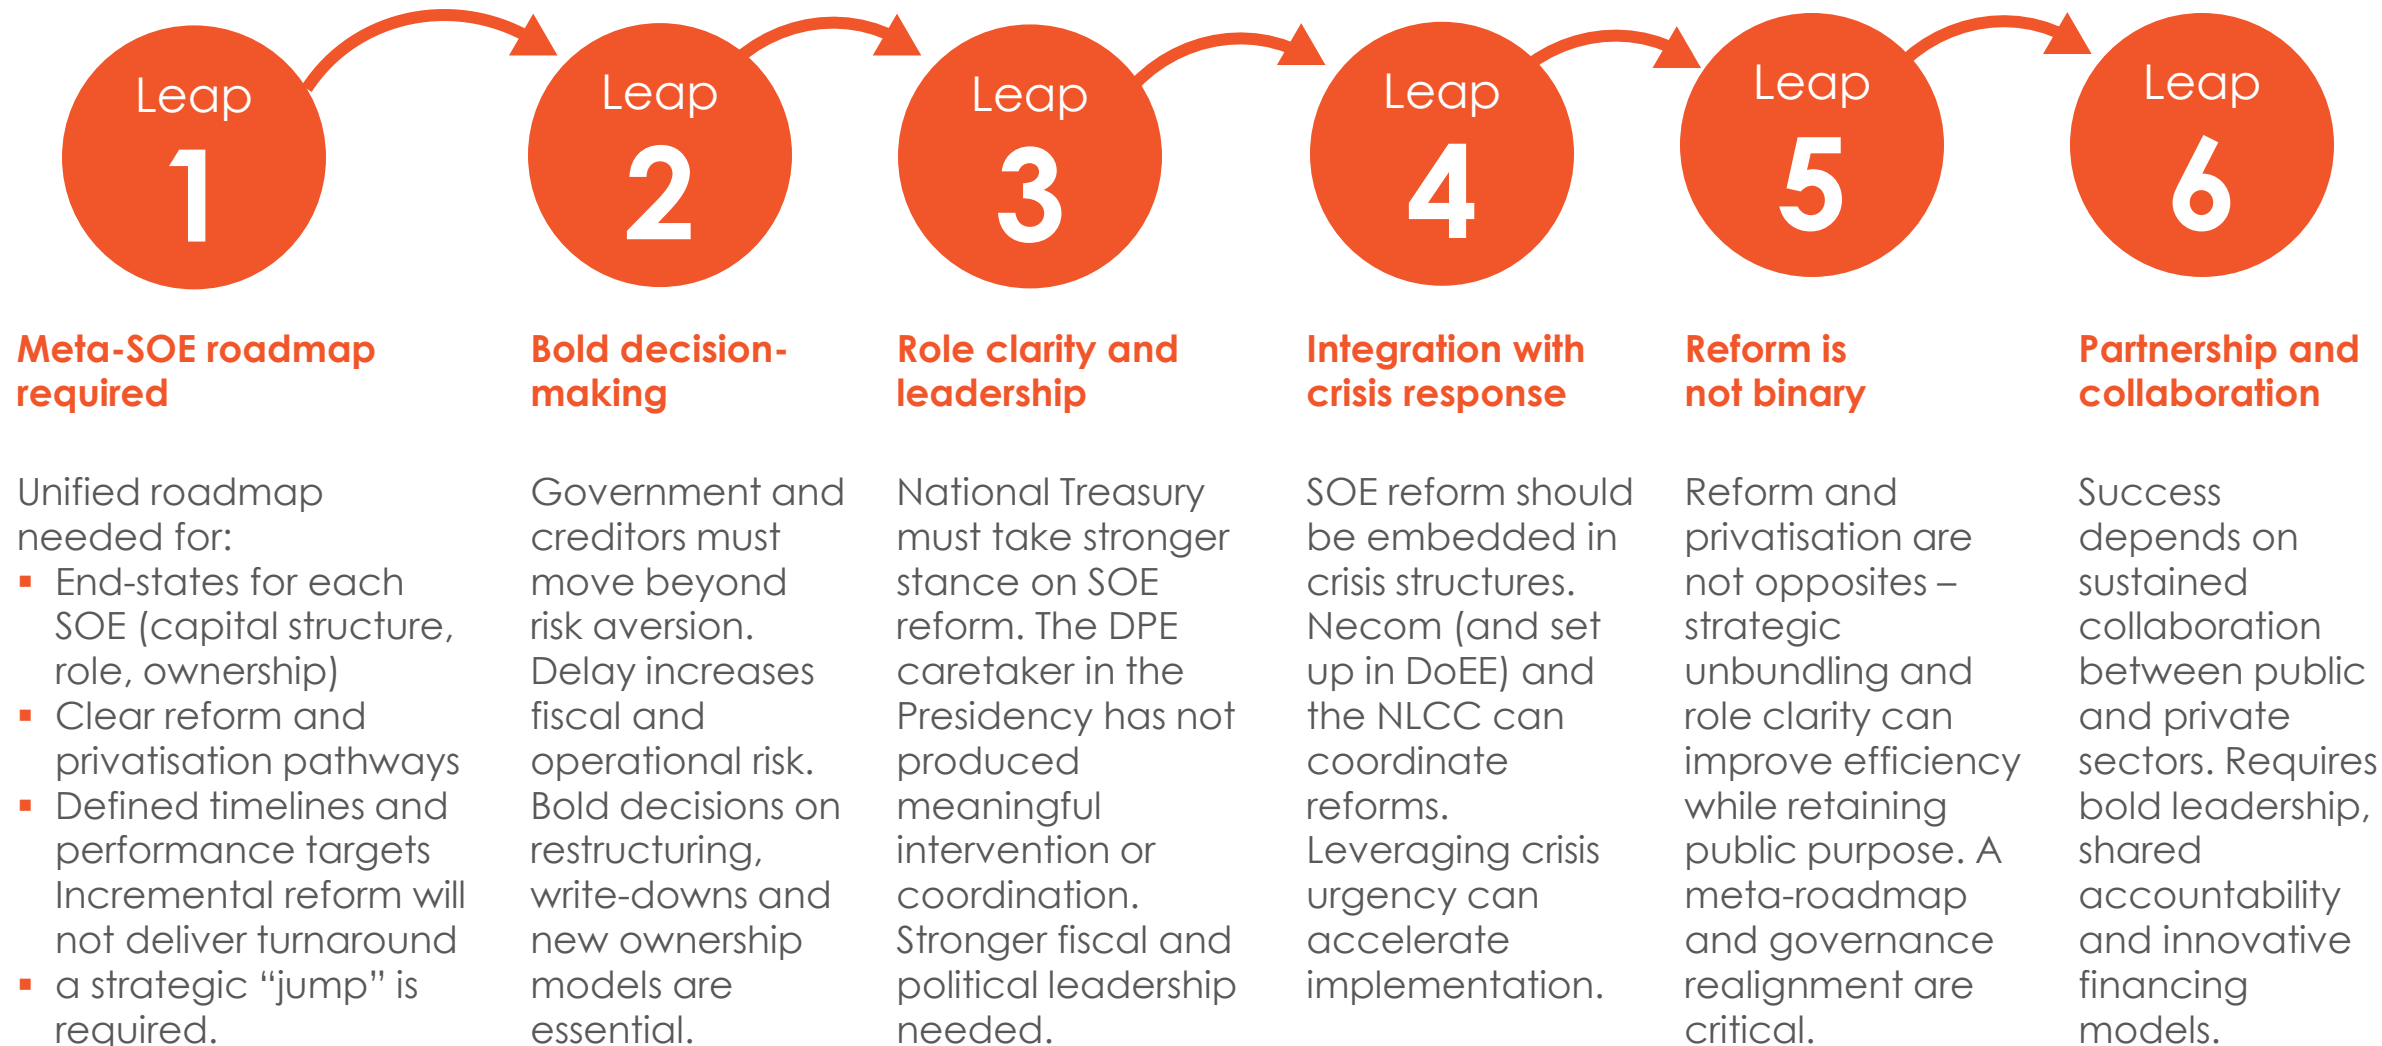 Leap
1
Leap
2
Leap
3
Leap
4
Leap
5
Leap
6
Meta-SOE roadmap
required
Unified roadmap
needed for:
▪ End-states for each
SOE (capital structure,
role, ownership)
▪ Clear reform and
privatisation pathways
▪ Defined timelines and
performance targets
Incremental reform will
not deliver turnaround
▪ a strategic “jump” is
required.
Bold decision-
making
Government and
creditors must
move beyond
risk aversion.
Delay increases
fiscal and
operational risk.
Bold decisions on
restructuring,
write-downs and
new ownership
models are
essential.
Role clarity and
leadership
National Treasury
must take stronger
stance on SOE
reform. The DPE
caretaker in the
Presidency has not
produced
meaningful
intervention or
coordination.
Stronger fiscal and
political leadership
needed.
Integration with
crisis response
SOE reform should
be embedded in
crisis structures.
Necom (and set
up in DoEE) and
the NLCC can
coordinate
reforms.
Leveraging crisis
urgency can
accelerate
implementation.
Reform is
not binary
Reform and
privatisation are
not opposites –
strategic
unbundling and
role clarity can
improve efficiency
while retaining
public purpose. A
meta-roadmap
and governance
realignment are
critical.
Partnership and
collaboration
Success
depends on
sustained
collaboration
between public
and private
sectors. Requires
bold leadership,
shared
accountability
and innovative
financing
models.